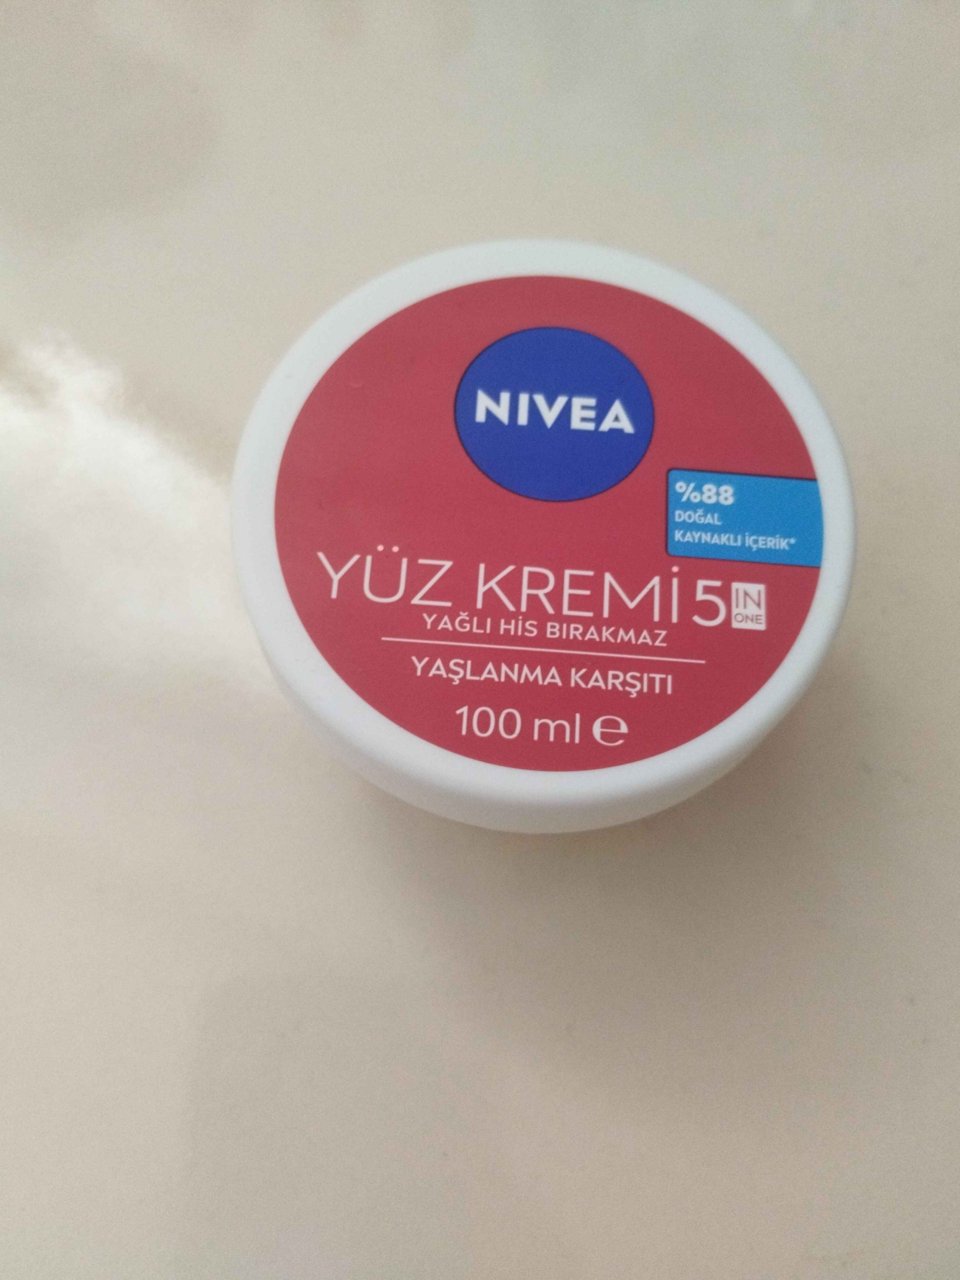 NIVEA
%88
DOĞAL
KAYNAKLI İÇERİK*
YÜZ KREMİ 5 IN ONE
YAĞLI HİS BIRAKMAZ
YAŞLANMA KARŞITI
100 ml ℮